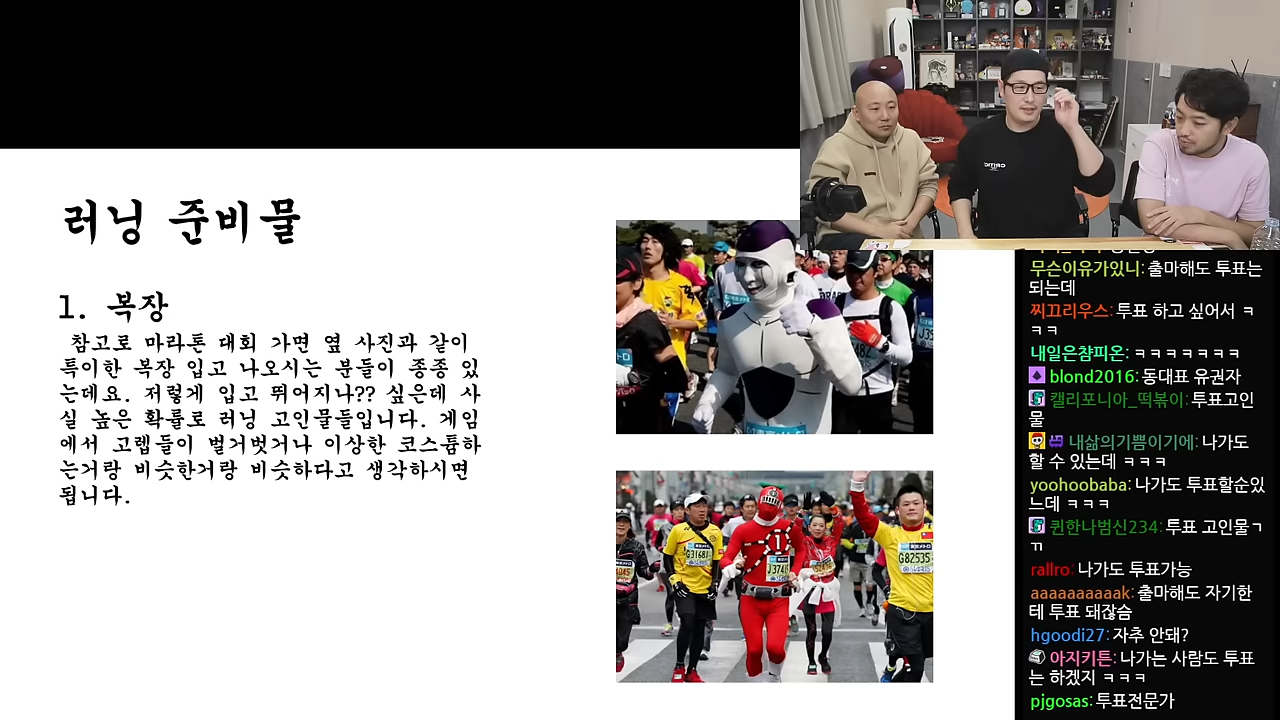 러닝 준비물
1. 복장
참고로 마라톤 대회 가면 옆 사진과 같이
특이한 복장 입고 나오시는 분들이 종종 있
는데요. 저렇게 입고 뛰어지나?? 싶은데 사
실 높은 확률로 러닝 고인물들입니다. 게임
에서 고렙들이 벌거벗거나 이상한 코스튬하
는거랑 비슷한거랑 비슷하다고 생각하시면
됩니다.
CRITIC
G82535
무슨이유가있니: 출마해도 투표는
되는데
찌끄리우스: 투표 하고 싶어서 ㅋ
ㅋㅋ
내일은챰피온: ㅋㅋㅋㅋㅋㅋㅋ
blond2016: 동대표 유권자
캘리포니아_떡볶이: 투표고인
물
내삶의기쁨이기에: 나가도
할 수 있는데 ㅋㅋㅋ
yoohoobaba: 나가도 투표할순있
느데 ㅋㅋㅋ
퀸한나범신234: 투표 고인물ㄱ
ㄲ
rallro: 나가도 투표가능
aaaaaaaaaak: 출마해도 자기한
테 투표 돼잖슴
hgoodi27: 자추 안돼?
아지키튼: 나가는 사람도 투표
는 하겠지 ㅋㅋㅋ
pjgosas: 투표전문가